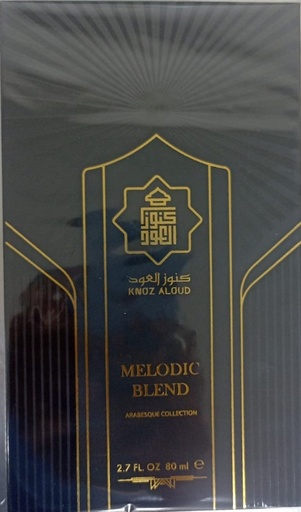 كنوز
العود
كنوز العود
KNOZ ALOUD
MELODIC
BLEND
ARABESQUE COLLECTION
2.7 FL. OZ 80 ml ℮